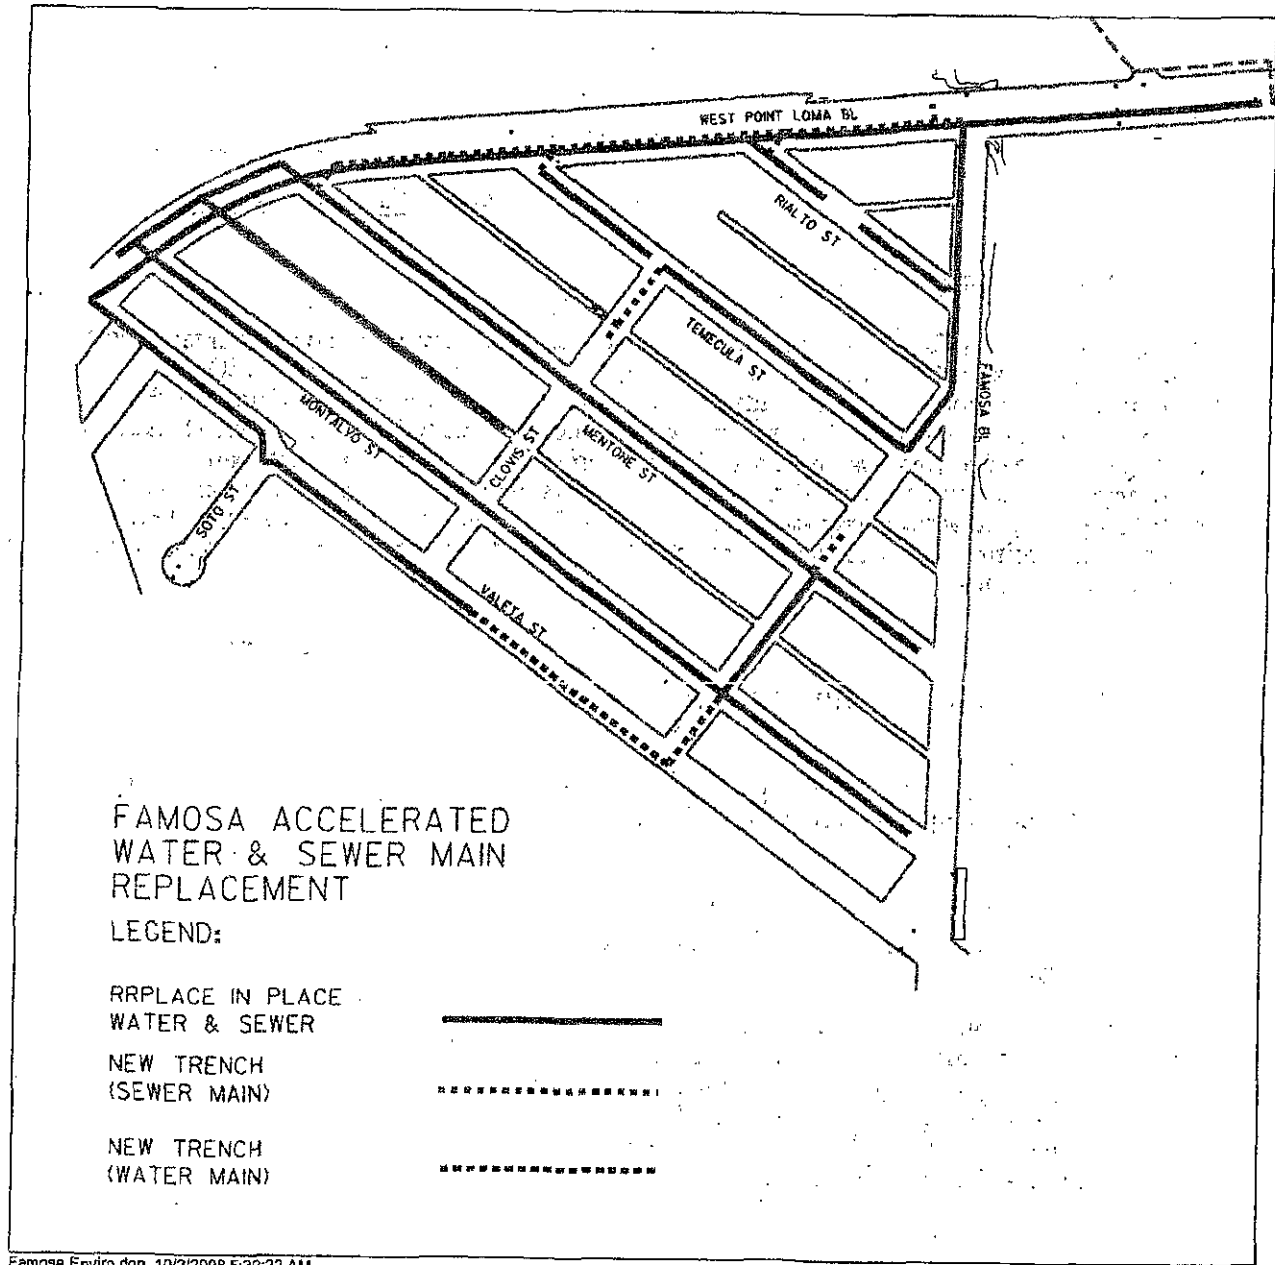 WEST POINT LOMA BL
RIALTO ST
TEMECULA ST
FAMOSA BL
MONTALVO ST
CLOVIS ST
MENTONE ST
SOTO ST
VALETA ST
FAMOSA ACCELERATED
WATER & SEWER MAIN
REPLACEMENT
LEGEND:
RRPLACE IN PLACE
WATER & SEWER
NEW TRENCH
(SEWER MAIN)
NEW TRENCH
(WATER MAIN)